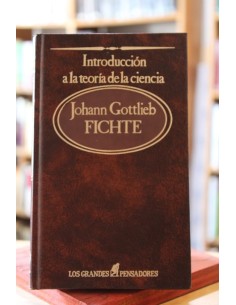 Introducción
a la teoría de la ciencia
Johann Gottlieb
FICHTE
LOS GRANDES PENSADORES